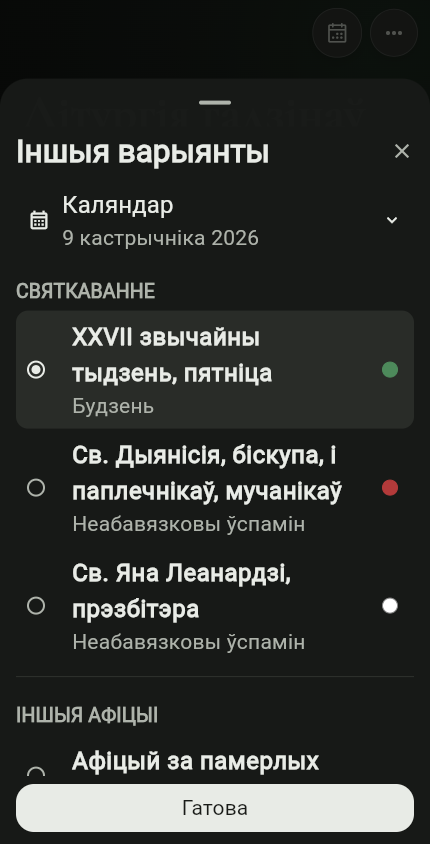 Іншыя варыянты
Каляндар
9 кастрычніка 2026
СВЯТКАВАННЕ
XXVII звычайны
тыдзень, пятніца
Будзень
Св. Дыянісія, біскупа, і
паплечнікаў, мучанікаў
Неабавязковы ўспамін
Св. Яна Леанардзі,
прэзбітэра
Неабавязковы ўспамін
ІНШЫЯ АФІЦЫІ
Афіцый за памерлых
Гатова